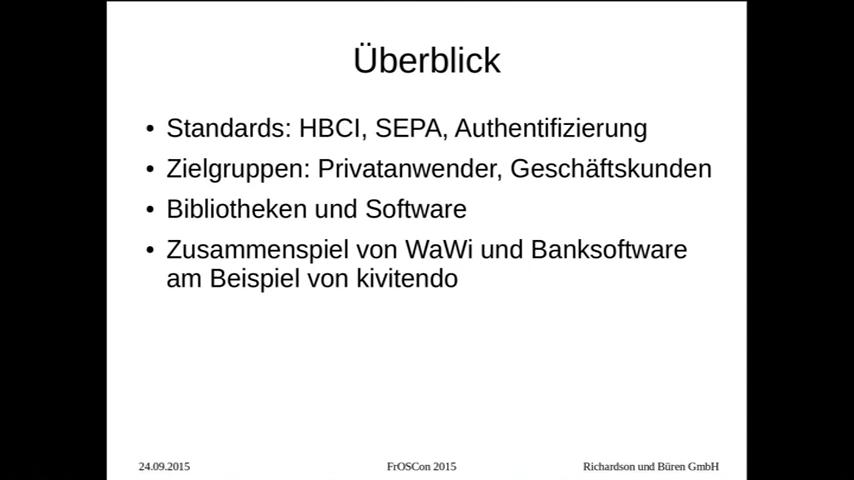 Überblick
• Standards: HBCI, SEPA, Authentifizierung
• Zielgruppen: Privatanwender, Geschäftskunden
• Bibliotheken und Software
• Zusammenspiel von WaWi und Banksoftware
am Beispiel von kivitendo
24.09.2015 FrOSCon 2015 Richardson und Büren GmbH